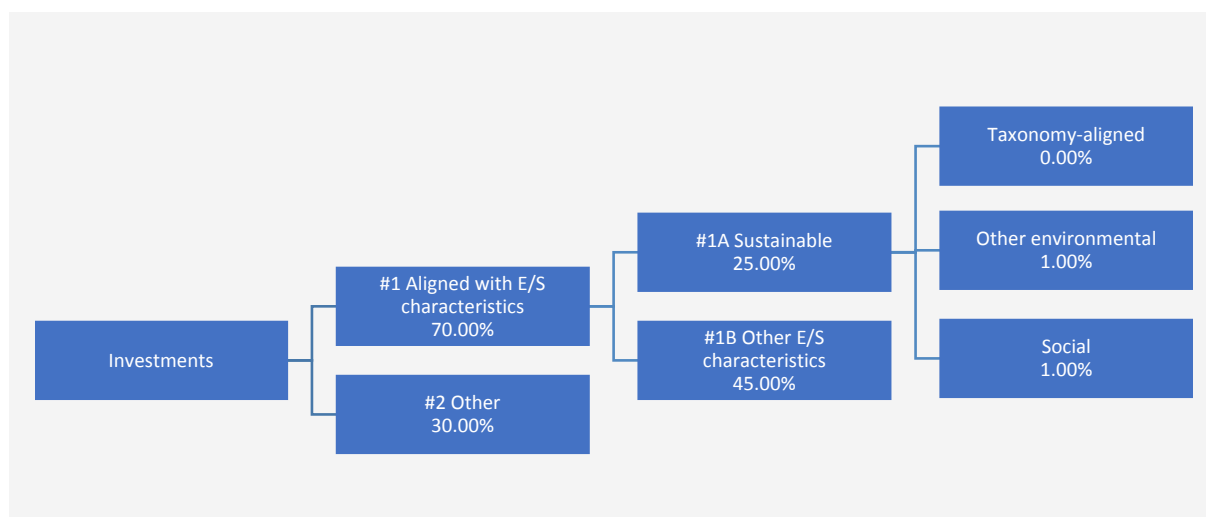 Investments
#1 Aligned with E/S
characteristics
70.00%
#2 Other
30.00%
#1A Sustainable
25.00%
#1B Other E/S
characteristics
45.00%
Taxonomy-aligned
0.00%
Other environmental
1.00%
Social
1.00%